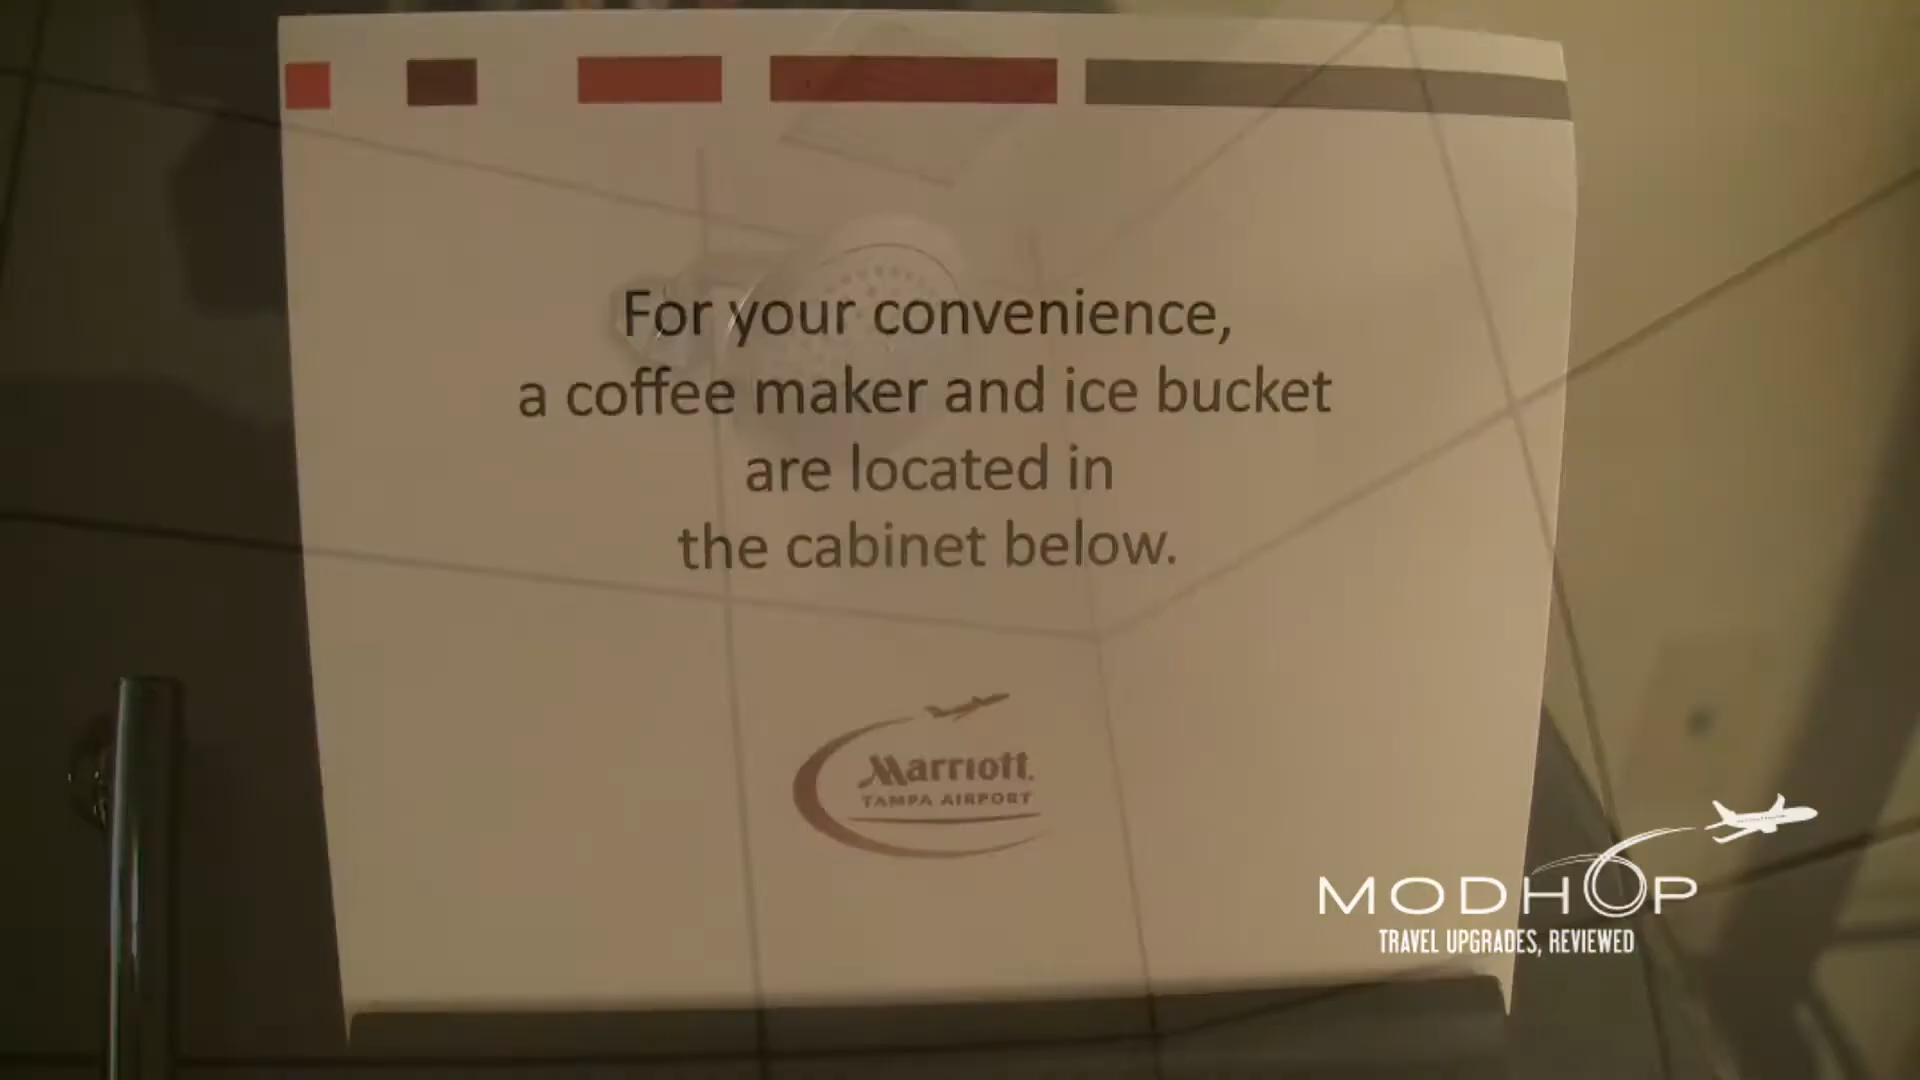 For your convenience,
a coffee maker and ice bucket
are located in
the cabinet below.
Marriott.
TAMPA AIRPORT
MODHOP
TRAVEL UPGRADES, REVIEWED